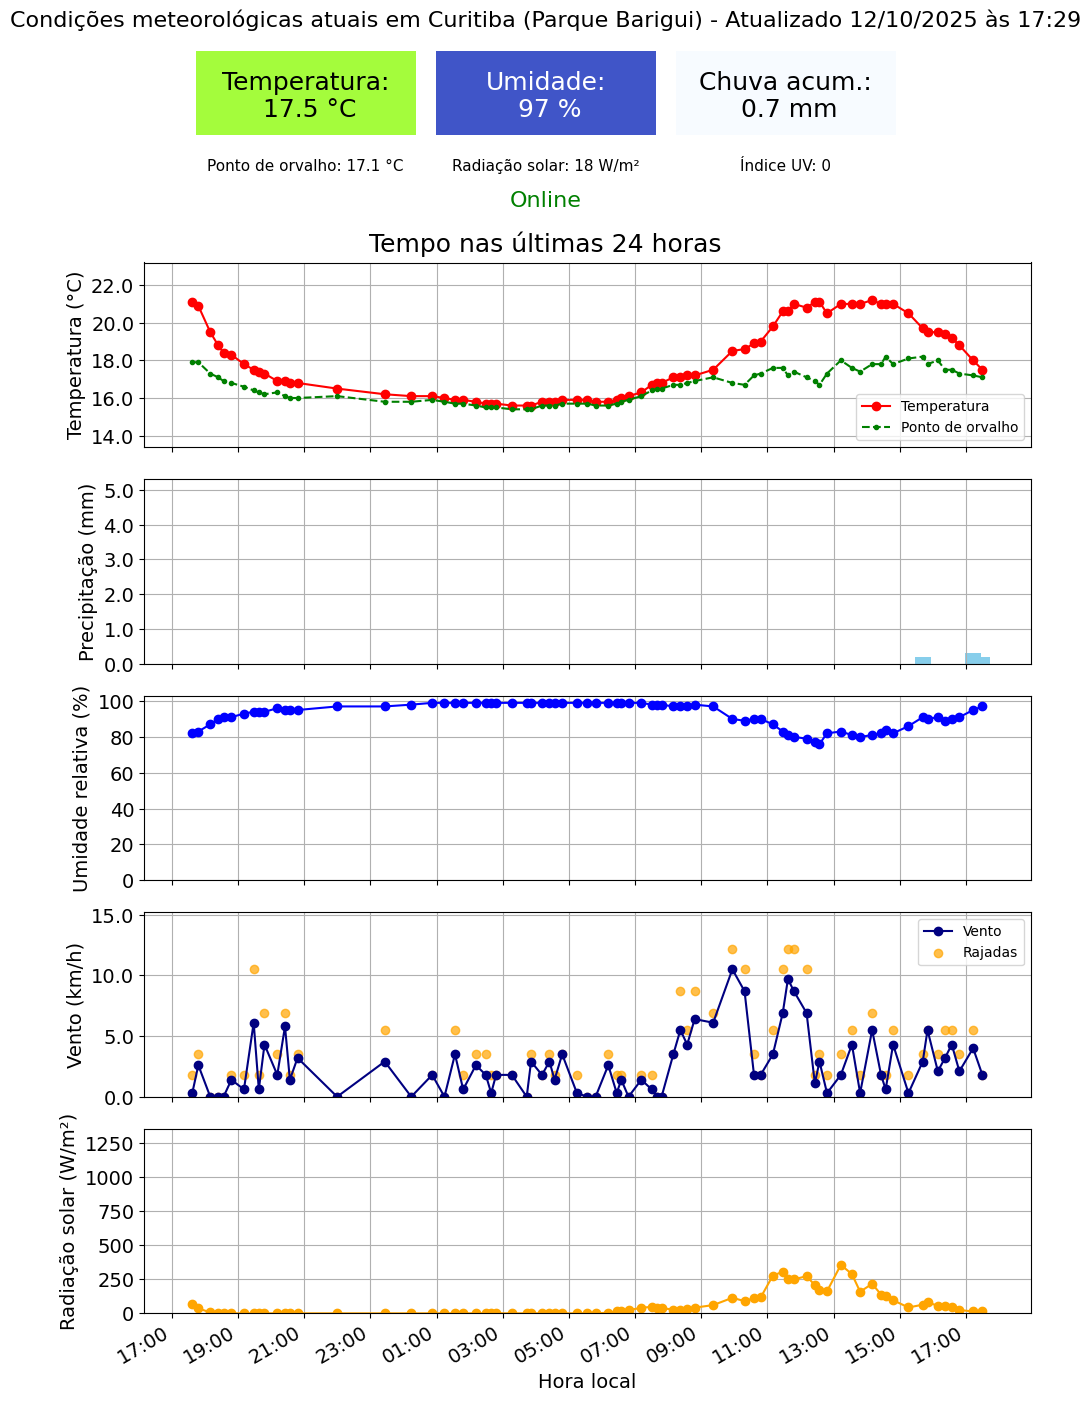 Condições meteorológicas atuais em Curitiba (Parque Barigui) - Atualizado 12/10/2025 às 17:29
Temperatura:
17.5 °C
Umidade:
97 %
Chuva acum.:
0.7 mm
Ponto de orvalho: 17.1 °C
Radiação solar: 18 W/m²
Índice UV: 0
Online
Tempo nas últimas 24 horas
Temperatura (°C)
22.0
20.0
18.0
16.0
14.0
Temperatura
Ponto de orvalho
Precipitação (mm)
5.0
4.0
3.0
2.0
1.0
0.0
Umidade relativa (%)
100
80
60
40
20
0
Vento (km/h)
15.0
10.0
5.0
0.0
Vento
Rajadas
Radiação solar (W/m²)
1250
1000
750
500
250
0
17:00
19:00
21:00
23:00
01:00
03:00
05:00
07:00
09:00
11:00
13:00
15:00
17:00
Hora local